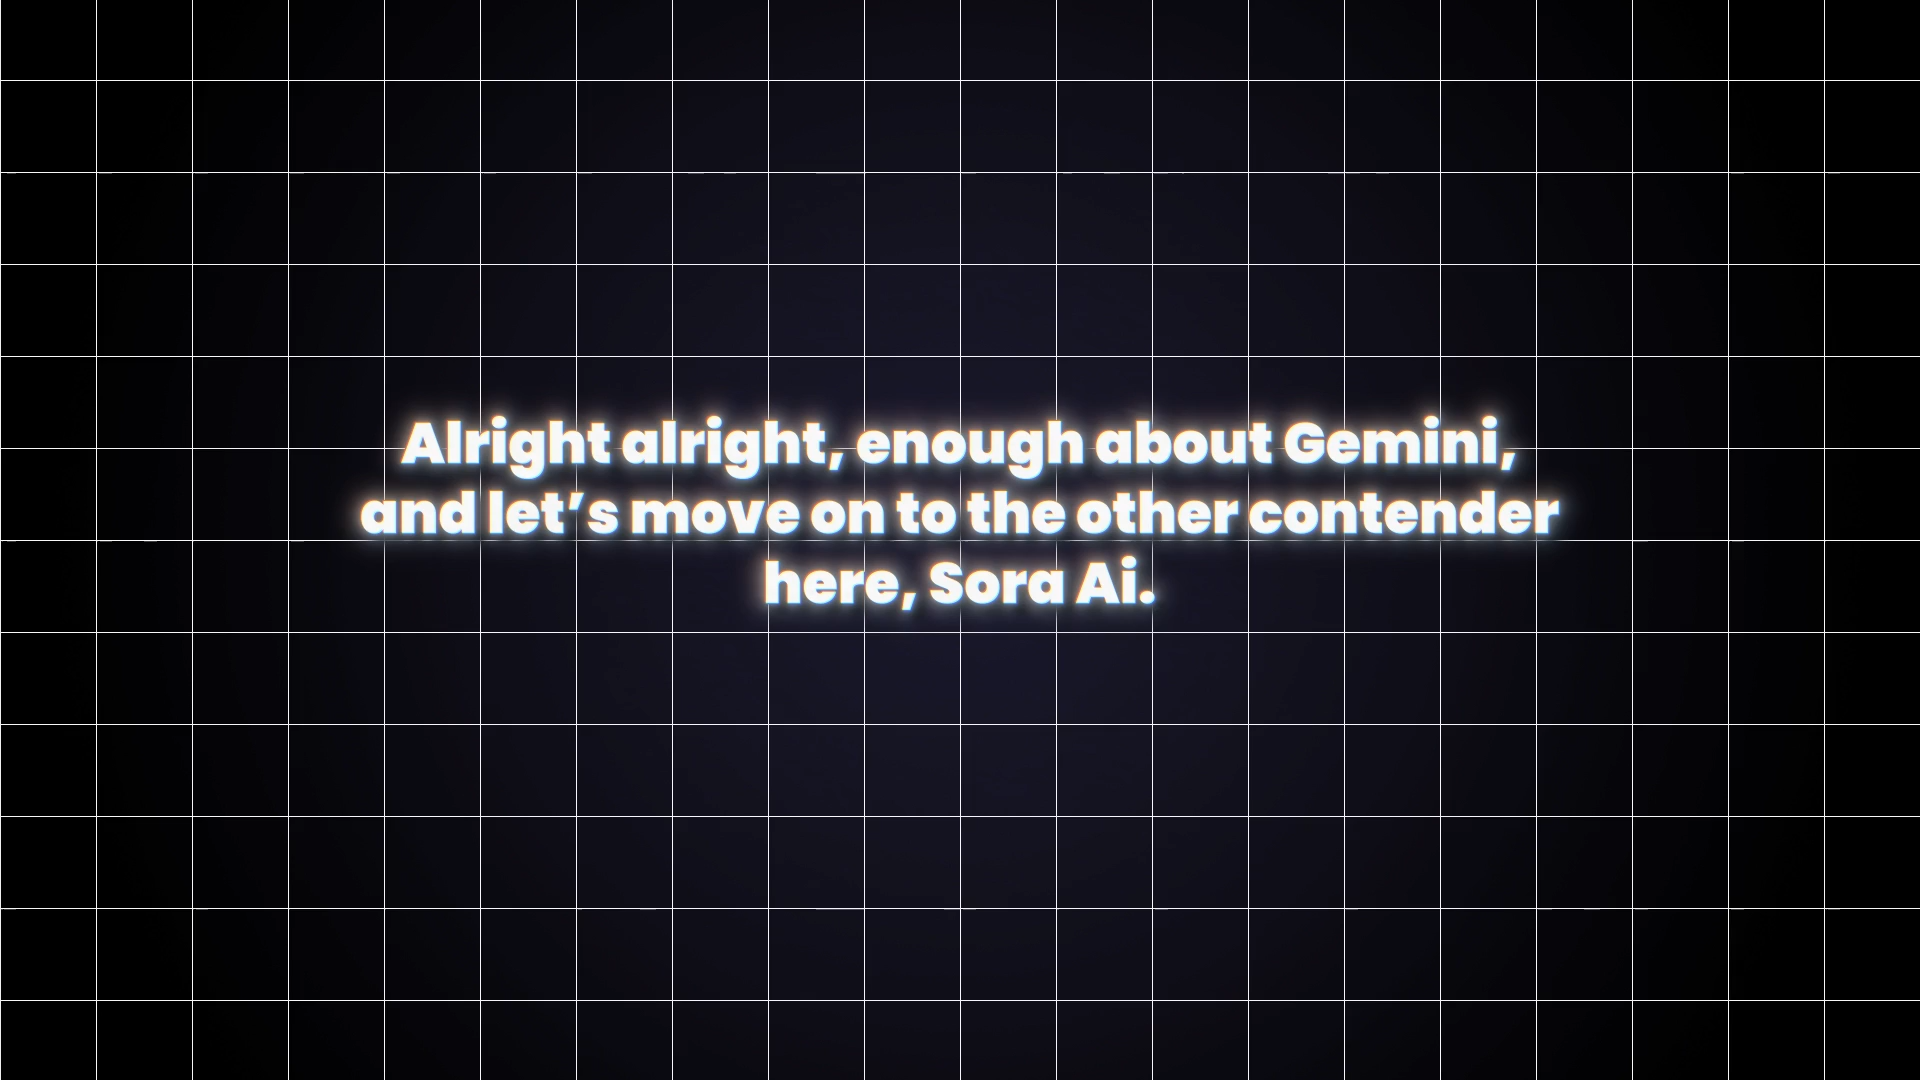 Alright alright, enough about Gemini,
and let’s move on to the other contender
here, Sora Ai.